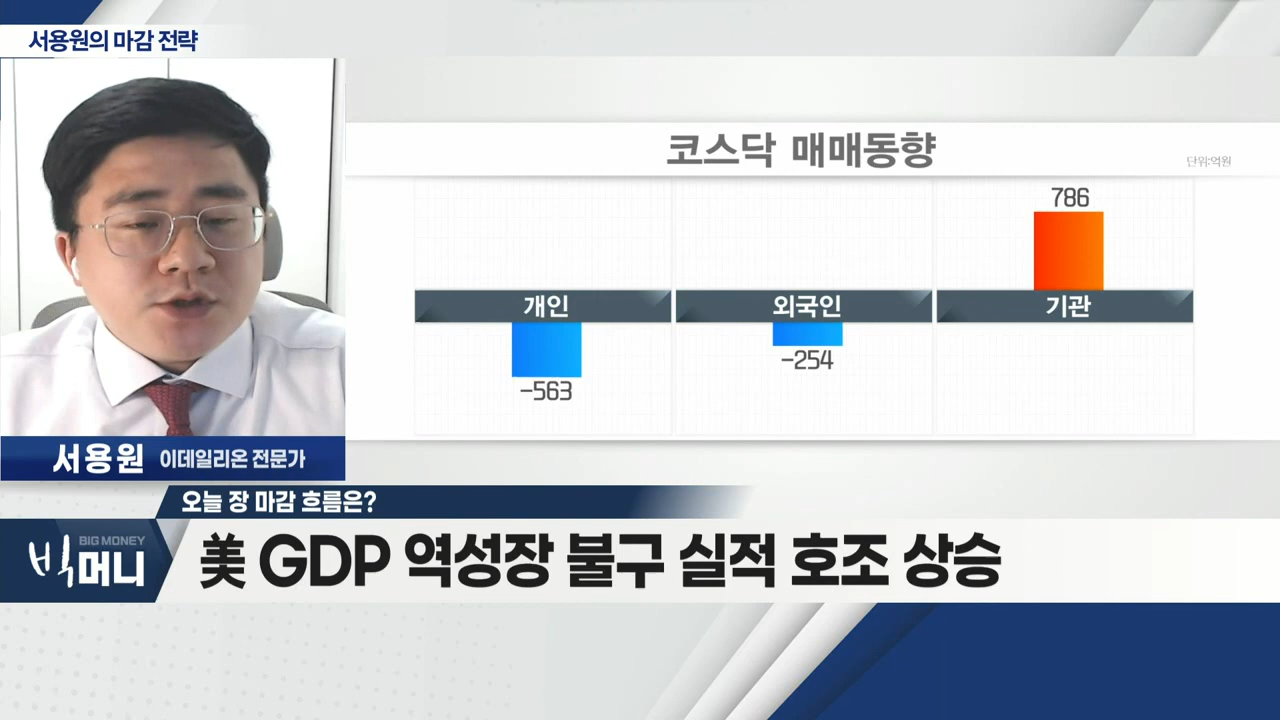 서용원의 마감 전략
코스닥 매매동향
단위:억원
786
개인
외국인
기관
-563
-254
서용원 이데일리온 전문가
오늘 장 마감 흐름은?
BIG MONEY
빅머니
美 GDP 역성장 불구 실적 호조 상승